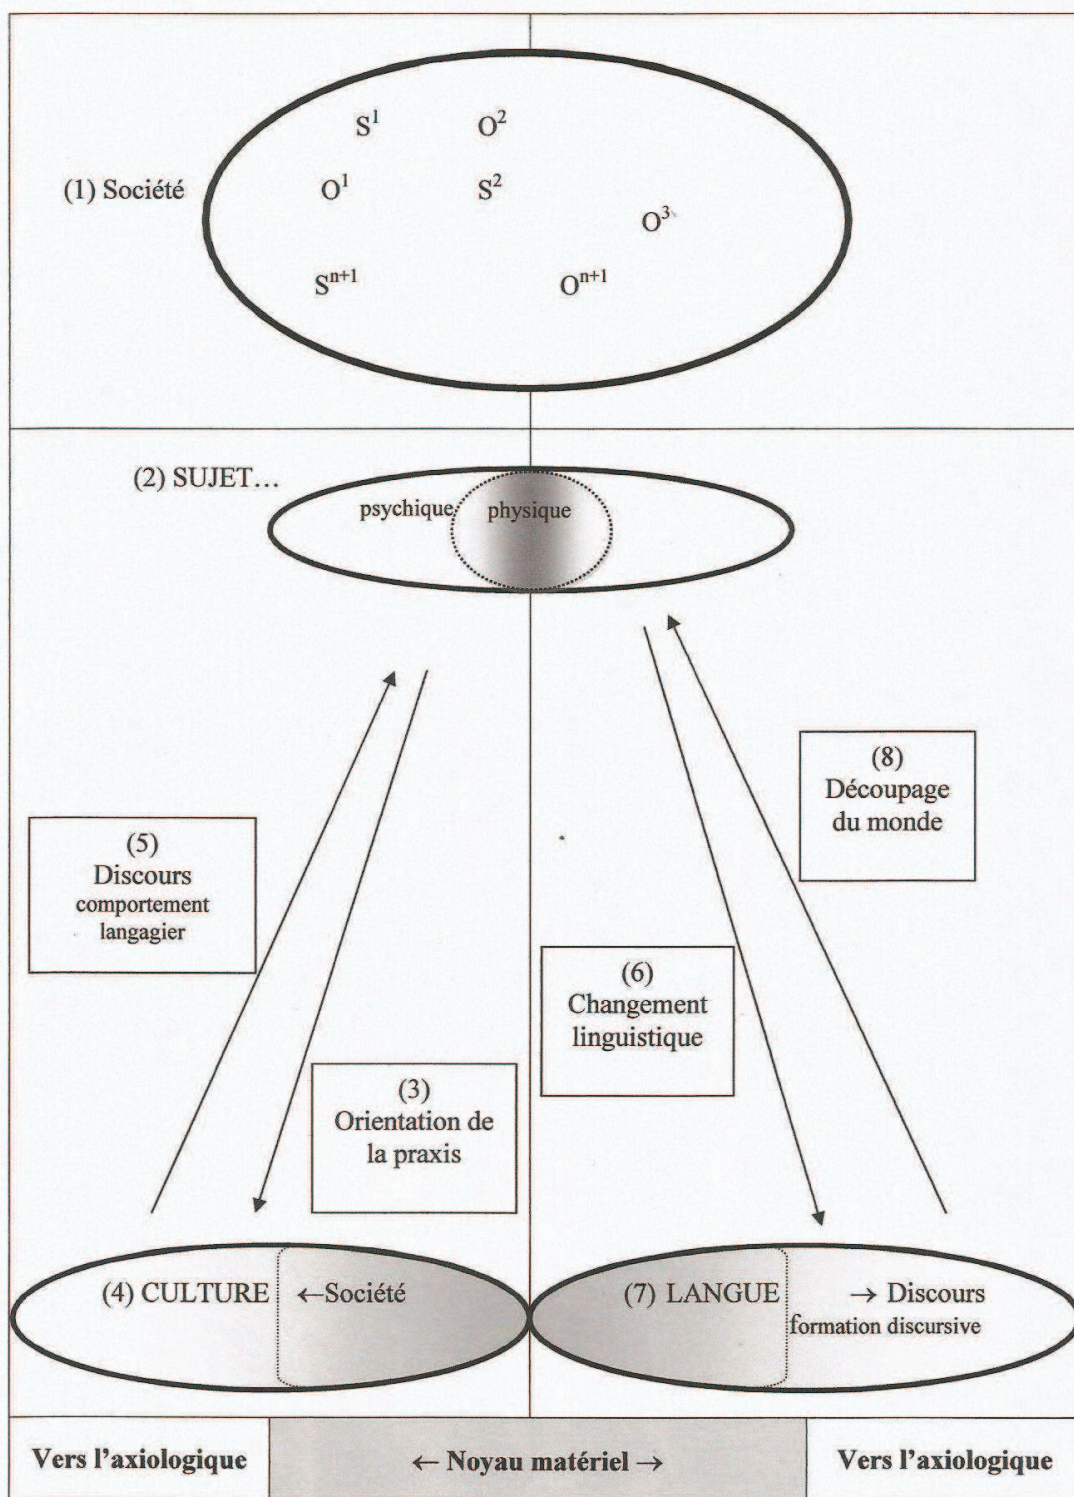 S¹ O²
(1) Société O¹ S²
O³
Sⁿ⁺¹ Oⁿ⁺¹
(2) SUJET…
psychique physique
(8)
Découpage
du monde
(5)
Discours
comportement
langagier
(6)
Changement
linguistique
(3)
Orientation de
la praxis
(4) CULTURE ←Société
(7) LANGUE → Discours
formation discursive
Vers l’axiologique
← Noyau matériel →
Vers l’axiologique